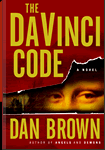 THE
DAVINCI
CODE
A NOVEL
DAN BROWN
AUTHOR OF ANGELS AND DEMONS